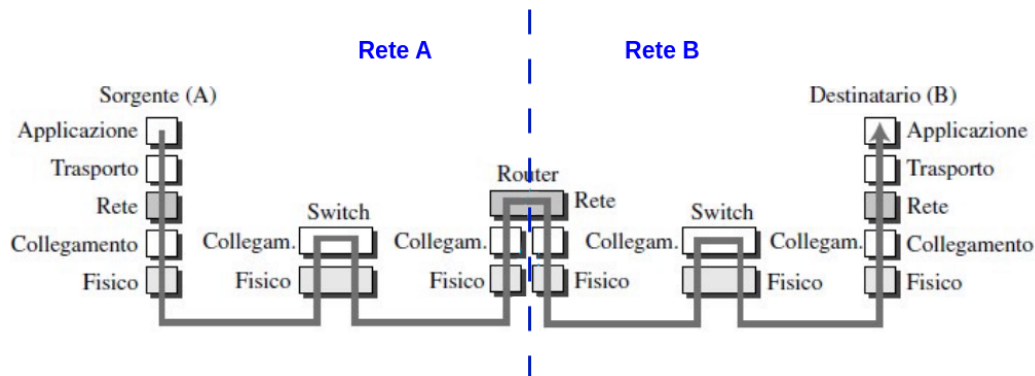 Rete A
Rete B
Sorgente (A)
Destinatario (B)
Applicazione
Applicazione
Trasporto
Router
Trasporto
Rete
Switch
Rete
Switch
Rete
Collegamento
Collegam.
Collegam.
Collegam.
Collegam.
Collegamento
Fisico
Fisico
Fisico
Fisico
Fisico
Fisico